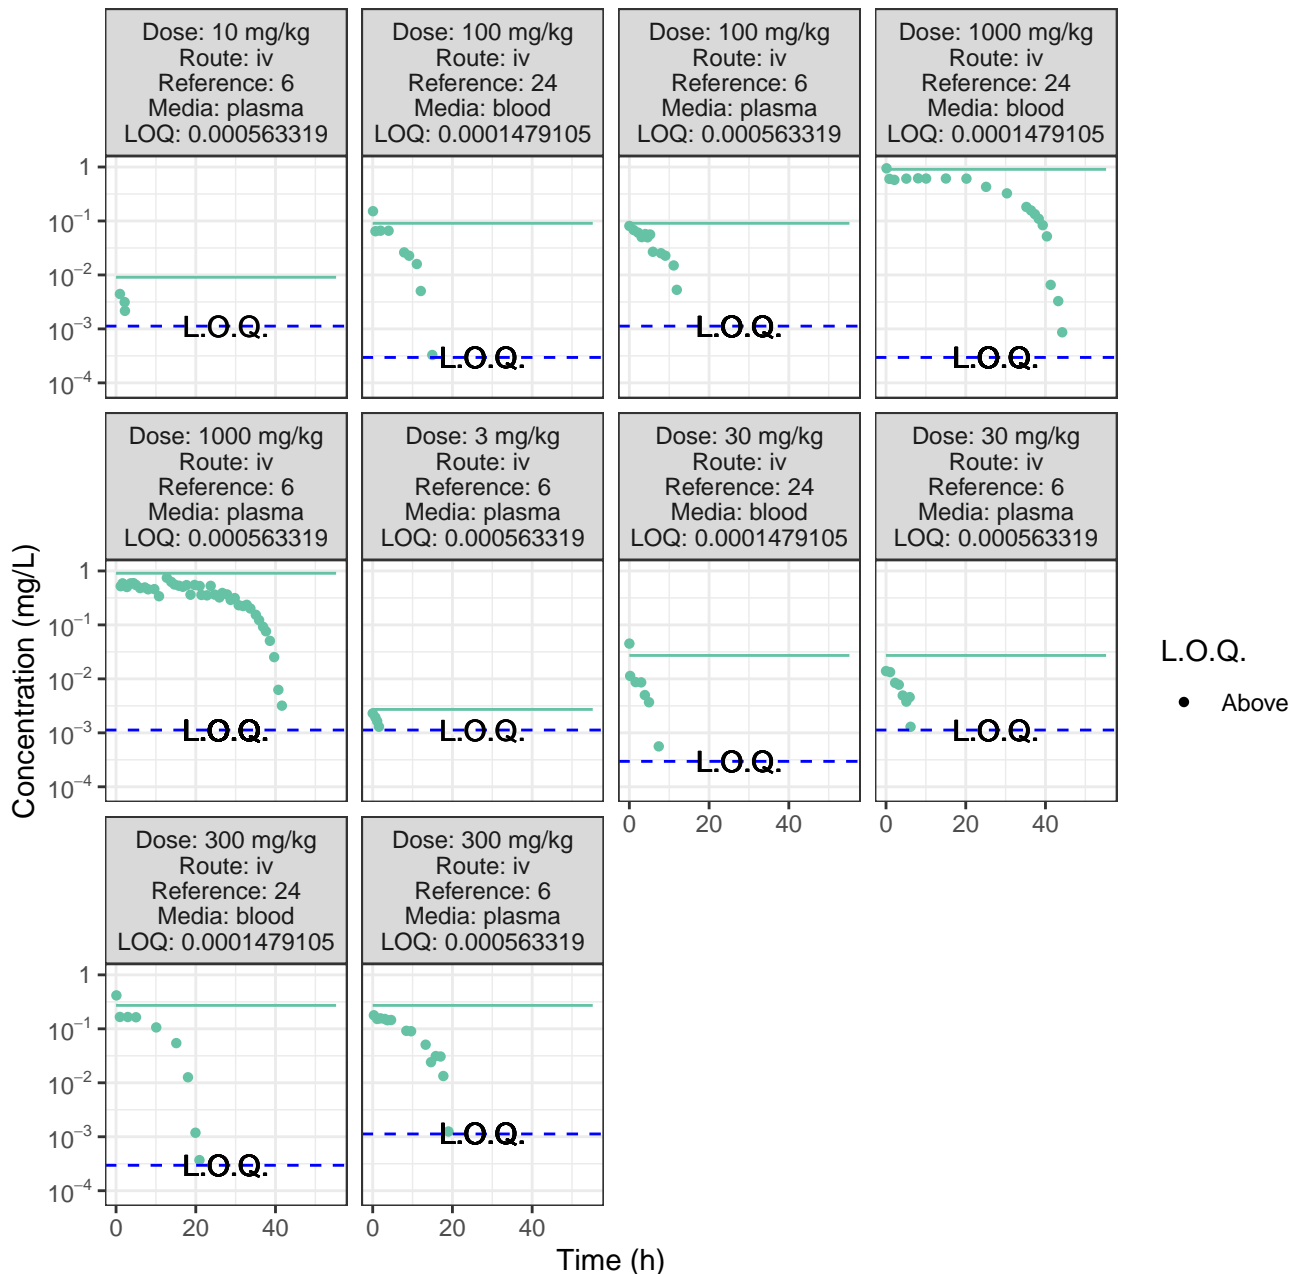 Dose: 10 mg/kg
Route: iv
Reference: 6
Media: plasma
LOQ: 0.000563319
Dose: 100 mg/kg
Route: iv
Reference: 24
Media: blood
LOQ: 0.0001479105
Dose: 100 mg/kg
Route: iv
Reference: 6
Media: plasma
LOQ: 0.000563319
Dose: 1000 mg/kg
Route: iv
Reference: 24
Media: blood
LOQ: 0.0001479105
1
10⁻¹
10⁻²
10⁻³
10⁻⁴
L.O.Q.
L.O.Q.
L.O.Q.
L.O.Q.
Dose: 1000 mg/kg
Route: iv
Reference: 6
Media: plasma
LOQ: 0.000563319
Dose: 3 mg/kg
Route: iv
Reference: 6
Media: plasma
LOQ: 0.000563319
Dose: 30 mg/kg
Route: iv
Reference: 24
Media: blood
LOQ: 0.0001479105
Dose: 30 mg/kg
Route: iv
Reference: 6
Media: plasma
LOQ: 0.000563319
1
10⁻¹
10⁻²
10⁻³
10⁻⁴
L.O.Q.
L.O.Q.
L.O.Q.
L.O.Q.
0 20 40
0 20 40
Dose: 300 mg/kg
Route: iv
Reference: 24
Media: blood
LOQ: 0.0001479105
Dose: 300 mg/kg
Route: iv
Reference: 6
Media: plasma
LOQ: 0.000563319
1
10⁻¹
10⁻²
10⁻³
10⁻⁴
L.O.Q.
L.O.Q.
0 20 40
0 20 40
Time (h)
Concentration (mg/L)
L.O.Q.
Above